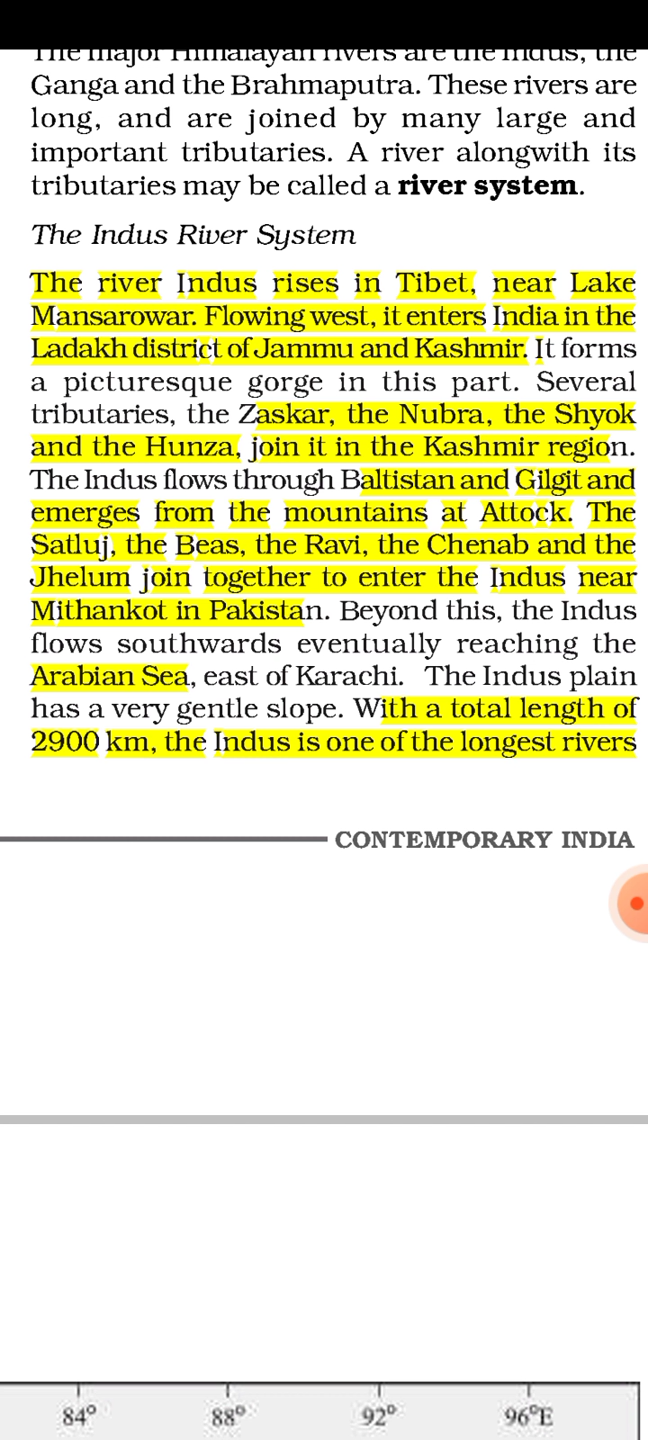 The major Himalayan rivers are the Indus, the
Ganga and the Brahmaputra. These rivers are
long, and are joined by many large and
important tributaries. A river alongwith its
tributaries may be called a river system.
The Indus River System
The river Indus rises in Tibet, near Lake
Mansarowar. Flowing west, it enters India in the
Ladakh district of Jammu and Kashmir. It forms
a picturesque gorge in this part. Several
tributaries, the Zaskar, the Nubra, the Shyok
and the Hunza, join it in the Kashmir region.
The Indus flows through Baltistan and Gilgit and
emerges from the mountains at Attock. The
Satluj, the Beas, the Ravi, the Chenab and the
Jhelum join together to enter the Indus near
Mithankot in Pakistan. Beyond this, the Indus
flows southwards eventually reaching the
Arabian Sea, east of Karachi. The Indus plain
has a very gentle slope. With a total length of
2900 km, the Indus is one of the longest rivers
CONTEMPORARY INDIA
84° 88° 92° 96°E